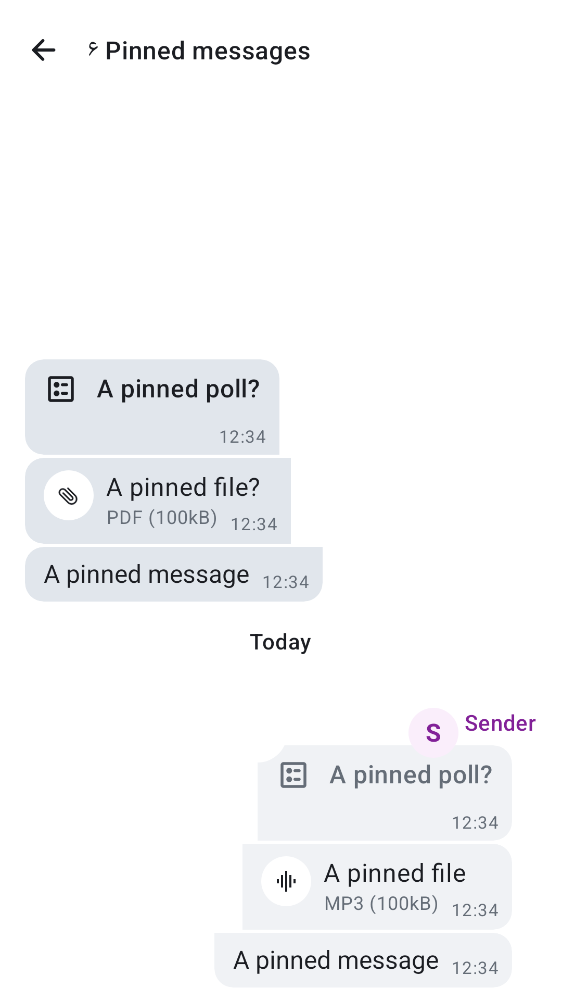 ۶ Pinned messages
A pinned poll?
12:34
A pinned file?
PDF (100kB) 12:34
A pinned message 12:34
Today
S Sender
A pinned poll?
12:34
A pinned file
MP3 (100kB) 12:34
A pinned message 12:34